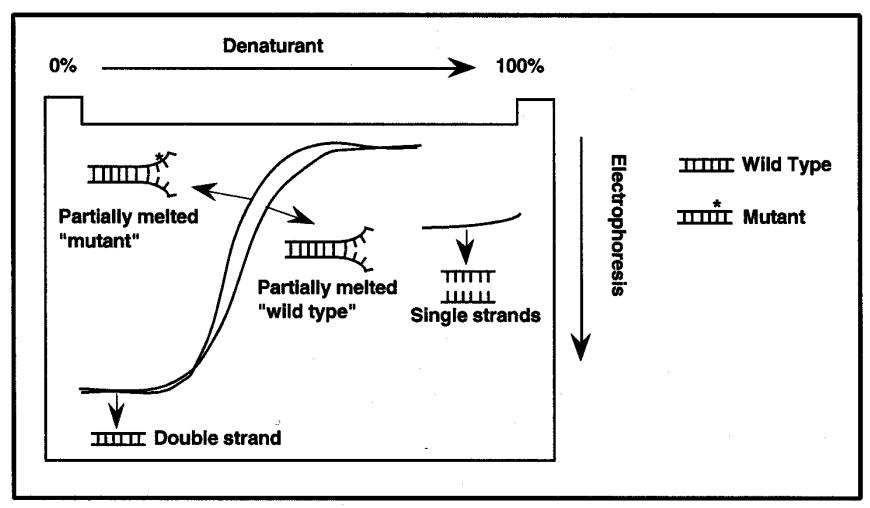 Denaturant
0%
100%
Partially melted
"mutant"
Partially melted
"wild type"
Single strands
Double strand
Electrophoresis
Wild Type
*
Mutant
*